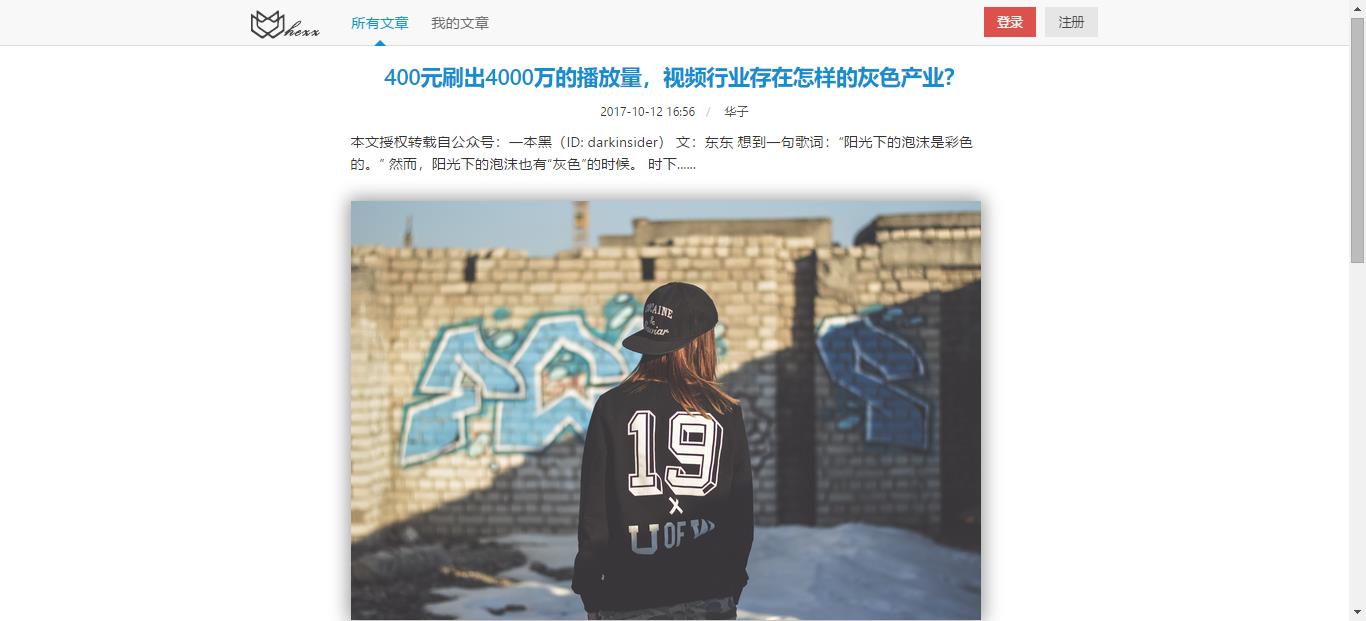 hexx 所有文章 我的文章 登录 注册
400元刷出4000万的播放量，视频行业存在怎样的灰色产业？
2017-10-12 16:56 / 华子
本文授权转载自公众号：一本黑（ID: darkinsider） 文：东东 想到一句歌词：“阳光下的泡沫是彩色
的。” 然而，阳光下的泡沫也有“灰色”的时候。 时下......
&
19
X
U OF